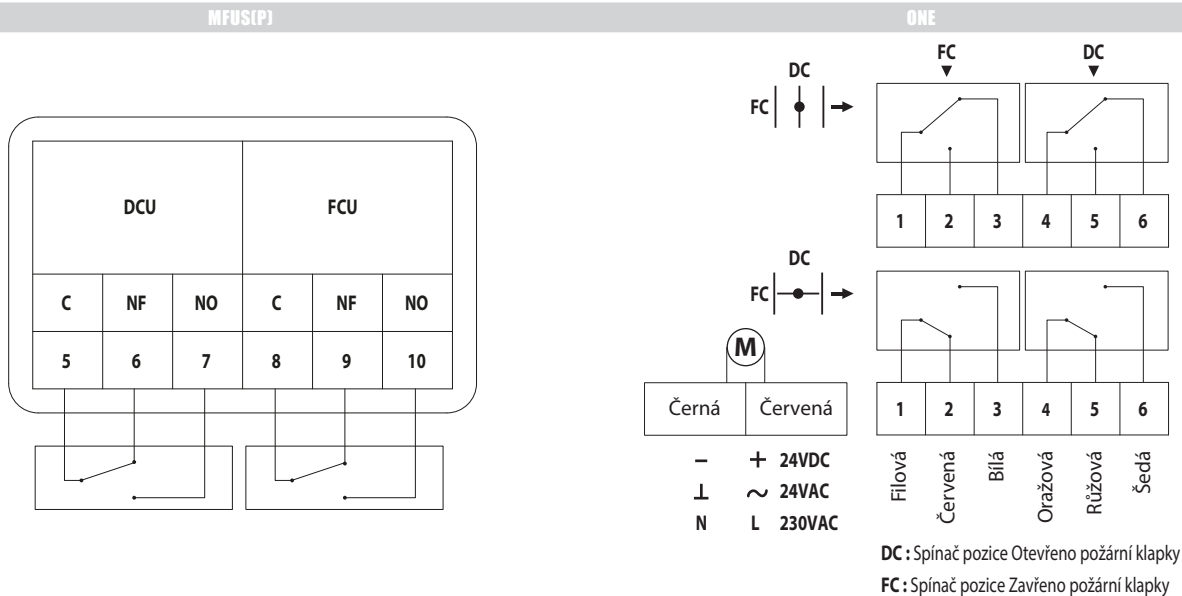 MFUS(P)
ONE
DCU
FCU
C NF NO C NF NO
5 6 7 8 9 10
DC
FC
FC
DC
1 2 3 4 5 6
DC
FC
M
Černá Červená
1 2 3 4 5 6
– + 24VDC
⊥ ~ 24VAC
N L 230VAC
Filová
Červená
Bílá
Oražová
Růžová
Šedá
DC : Spínač pozice Otevřeno požární klapky
FC : Spínač pozice Zavřeno požární klapky